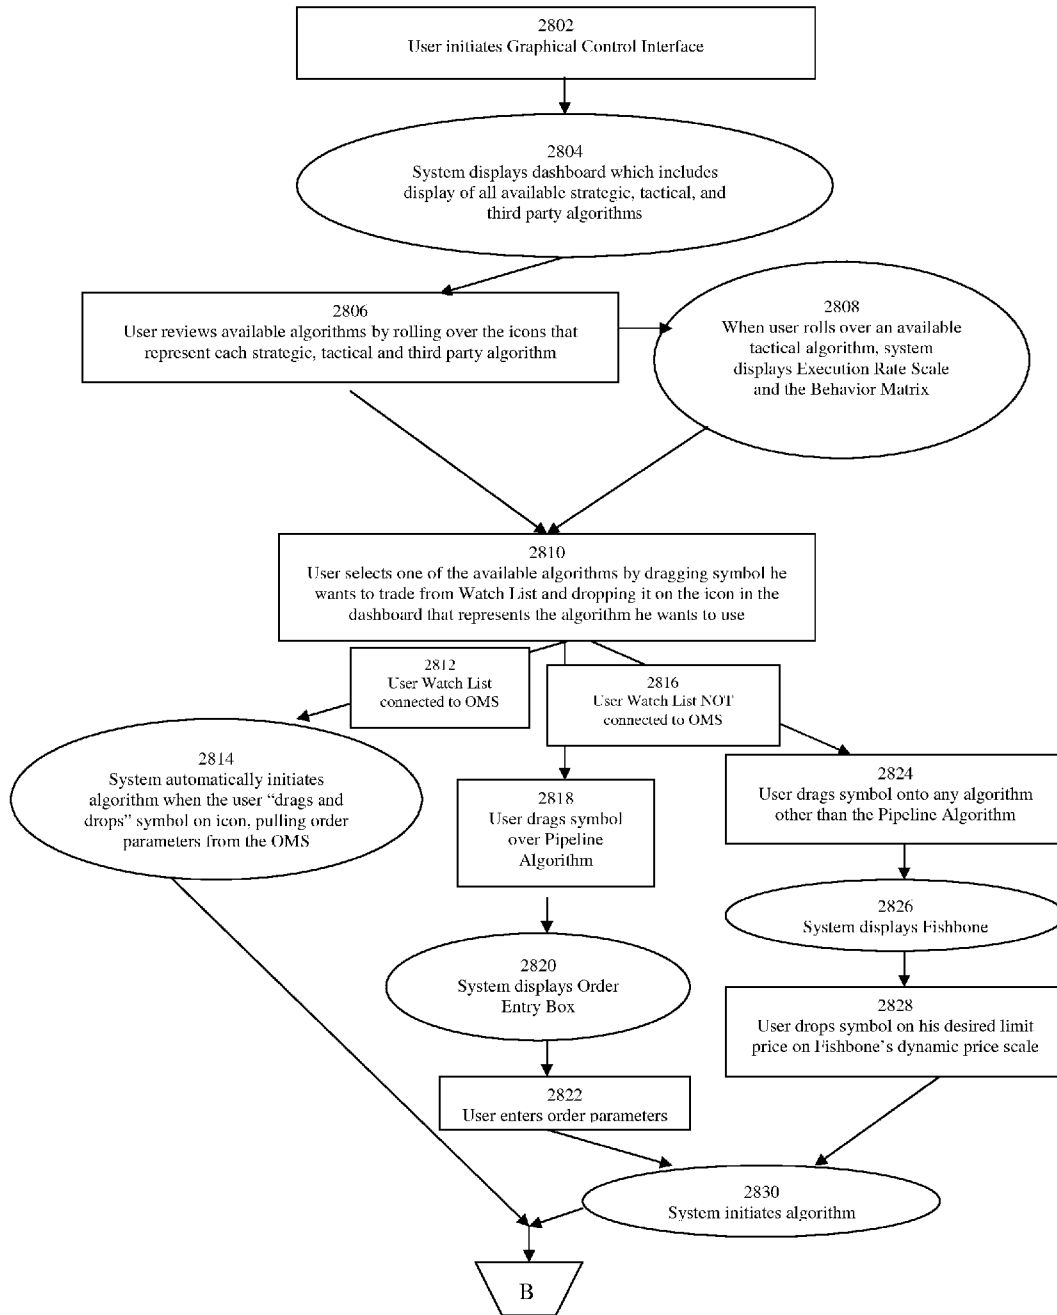 2802
User initiates Graphical Control Interface
2804
System displays dashboard which includes
display of all available strategic, tactical, and
third party algorithms
2806
User reviews available algorithms by rolling over the icons that
represent each strategic, tactical and third party algorithm
2808
When user rolls over an available
tactical algorithm, system
displays Execution Rate Scale
and the Behavior Matrix
2810
User selects one of the available algorithms by dragging symbol he
wants to trade from Watch List and dropping it on the icon in the
dashboard that represents the algorithm he wants to use
2812
User Watch List
connected to OMS
2816
User Watch List NOT
connected to OMS
2814
System automatically initiates
algorithm when the user “drags and
drops” symbol on icon, pulling order
parameters from the OMS
2818
User drags symbol
over Pipeline
Algorithm
2824
User drags symbol onto any algorithm
other than the Pipeline Algorithm
2826
System displays Fishbone
2820
System displays Order
Entry Box
2828
User drops symbol on his desired limit
price on Fishbone’s dynamic price scale
2822
User enters order parameters
2830
System initiates algorithm
B